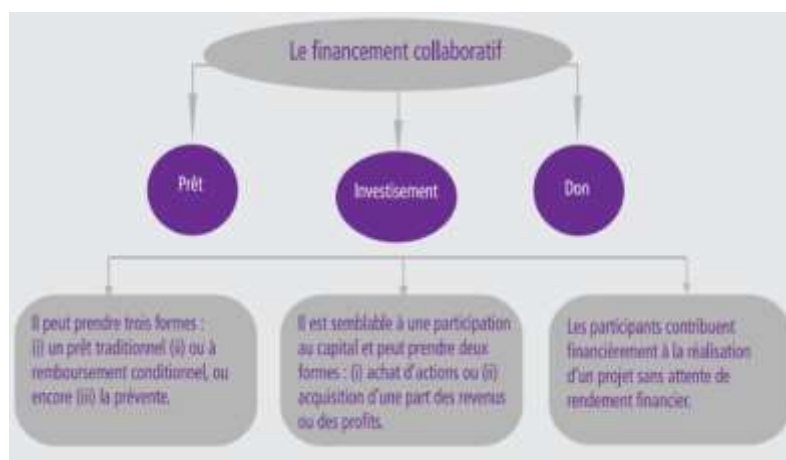 Le financement collaboratif
Prêt
Investisement
Don
Il peut prendre trois formes :
(i) un prêt traditionnel (ii) ou à
remboursement conditionnel, ou
encore (iii) la prévente.
Il est semblable à une participation
au capital et peut prendre deux
formes : (i) achat d'actions ou (ii)
acquisition d'une part des revenus
ou des profits.
Les participants contribuent
financièrement à la réalisation
d'un projet sans attente de
rendement financier.